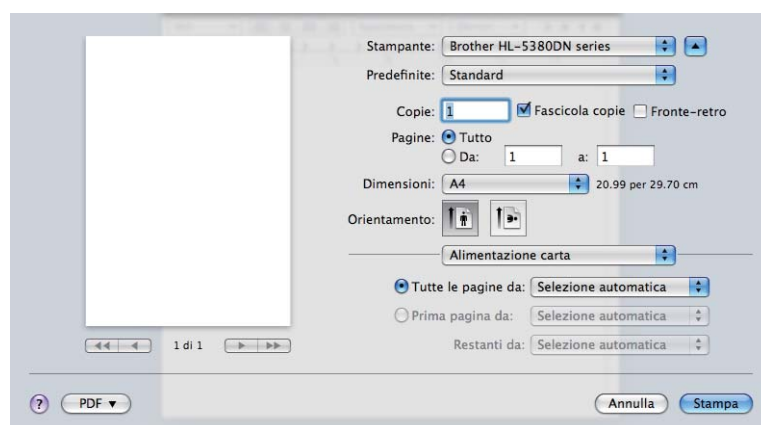 Stampante: Brother HL-5380DN series
Predefinite: Standard
Copie: 1 Fascicola copie Fronte-retro
Pagine: Tutto
Da: 1 a: 1
Dimensioni: A4 20.99 per 29.70 cm
Orientamento:
Alimentazione carta
Tutte le pagine da: Selezione automatica
Prima pagina da: Selezione automatica
1 di 1 Restanti da: Selezione automatica
? PDF Annulla Stampa